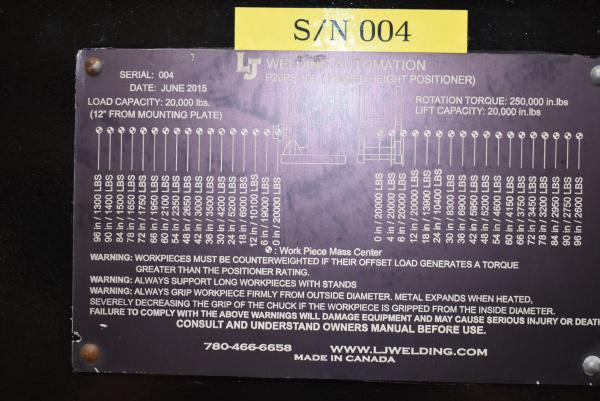 S/N 004
LJ WELDING AUTOMATION
SERIAL: 004
DATE: JUNE 2015
LOAD CAPACITY: 20,000 lbs.
(12" FROM MOUNTING PLATE)
HEIGHT POSITIONER)
ROTATION TORQUE: 250,000 in.lbs
LIFT CAPACITY: 20,000 in.lbs
96 in / 1300 LBS
90 in / 1400 LBS
84 in / 1500 LBS
78 in / 1650 LBS
72 in / 1750 LBS
66 in / 1900 LBS
60 in / 2100 LBS
54 in / 2350 LBS
48 in / 2650 LBS
42 in / 3000 LBS
36 in / 3500 LBS
30 in / 4200 LBS
24 in / 5200 LBS
18 in / 6900 LBS
12 in / 10100 LBS
6 in / 19000 LBS
0 in / 20000 LBS
0 in / 20000 LBS
4 in / 20000 LBS
6 in / 20000 LBS
12 in / 20000 LBS
18 in / 13900 LBS
24 in / 10400 LBS
30 in / 8300 LBS
36 in / 6900 LBS
42 in / 5950 LBS
48 in / 5200 LBS
54 in / 4600 LBS
60 in / 4150 LBS
66 in / 3750 LBS
72 in / 3450 LBS
78 in / 3200 LBS
84 in / 2950 LBS
90 in / 2750 LBS
96 in / 2600 LBS
: Work Piece Mass Center
WARNING: WORKPIECES MUST BE COUNTERWEIGHTED IF THEIR OFFSET LOAD GENERATES A TORQUE
GREATER THAN THE POSITIONER RATING.
WARNING: ALWAYS SUPPORT LONG WORKPIECES WITH STANDS
WARNING: ALWAYS GRIP WORKPIECE FIRMLY FROM OUTSIDE DIAMETER. METAL EXPANDS WHEN HEATED,
SEVERELY DECREASING THE GRIP OF THE CHUCK IF THE WORKPIECE IS GRIPPED FROM THE INSIDE DIAMETER.
FAILURE TO COMPLY WITH THE ABOVE WARNINGS WILL DAMAGE EQUIPMENT AND MAY CAUSE SERIOUS INJURY OR DEATH
CONSULT AND UNDERSTAND OWNERS MANUAL BEFORE USE.
780-466-6658 WWW.LJWELDING.COM
MADE IN CANADA